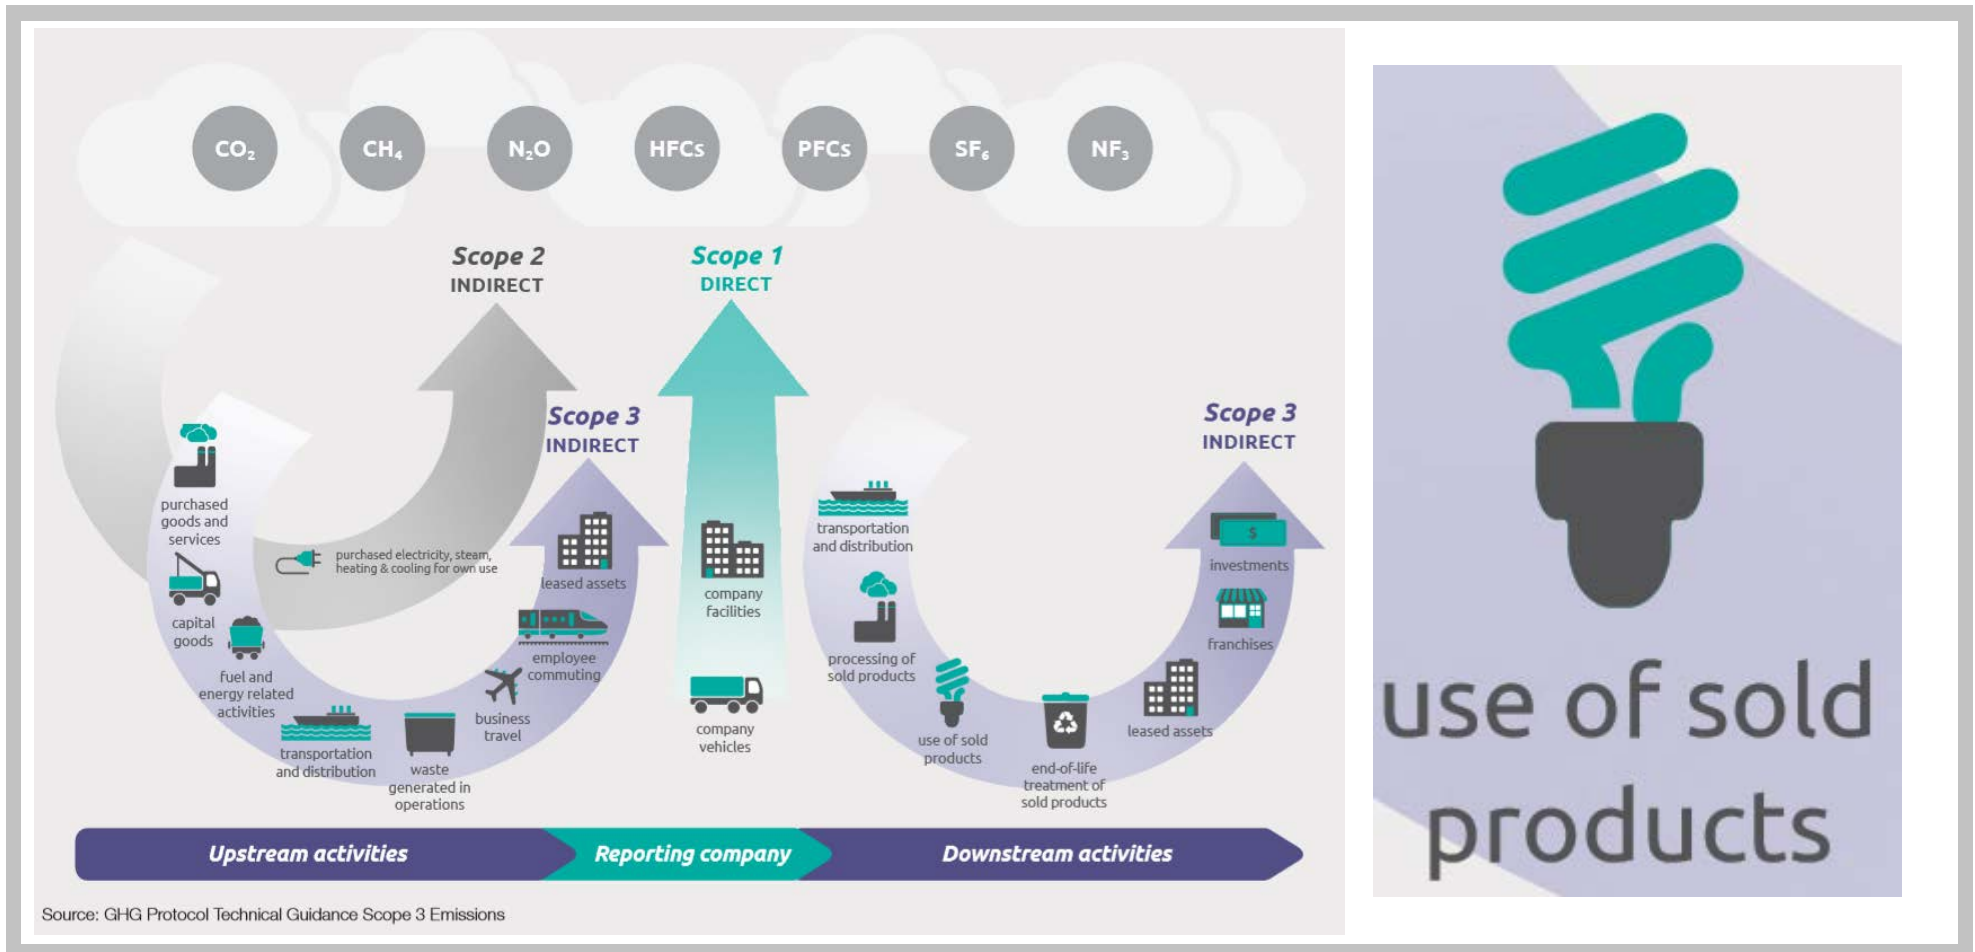 CO₂ CH₄ N₂O HFCs PFCs SF₆ NF₃
Scope 2
INDIRECT
Scope 1
DIRECT
Scope 3
INDIRECT
Scope 3
INDIRECT
purchased
goods and
services
capital
goods
fuel and
energy related
activities
transportation
and distribution
waste
generated in
operations
business
travel
employee
commuting
leased assets
purchased electricity, steam,
heating & cooling for own use
company
facilities
company
vehicles
transportation
and distribution
processing of
sold products
use of sold
products
end-of-life
treatment of
sold products
leased assets
franchises
investments
$
Upstream activities
Reporting company
Downstream activities
Source: GHG Protocol Technical Guidance Scope 3 Emissions
use of sold
products